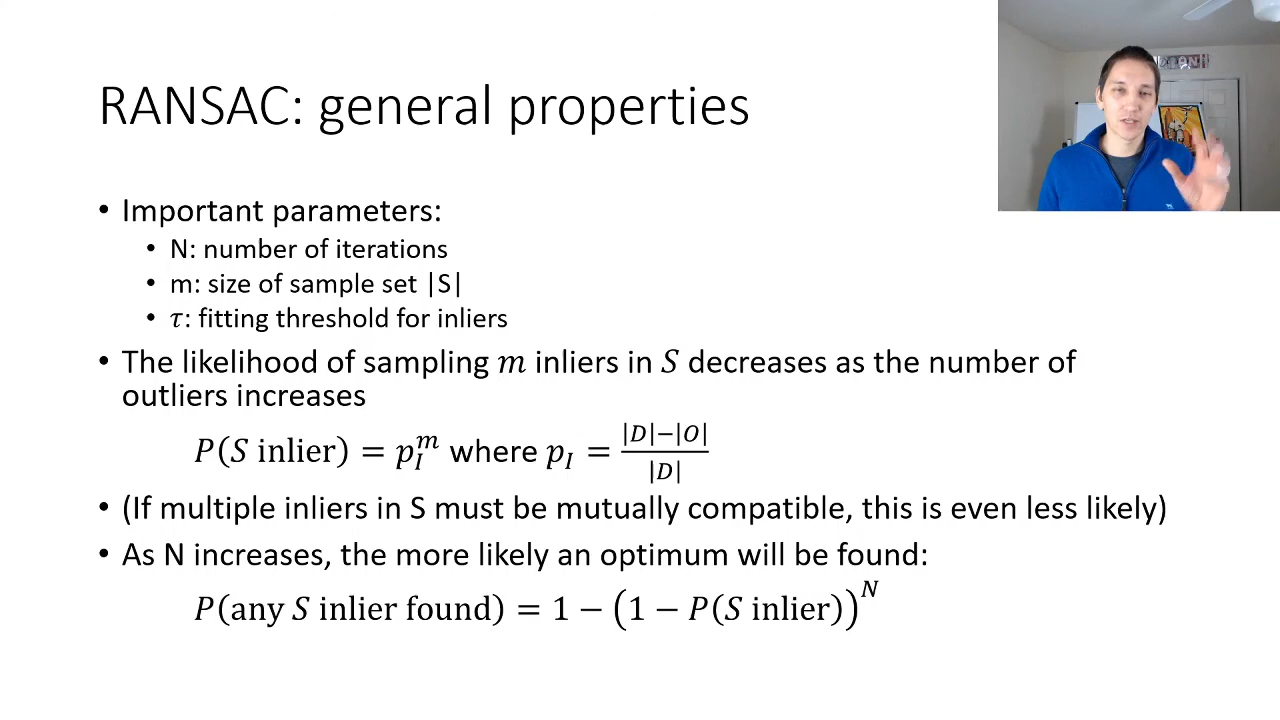 RANSAC: general properties
• Important parameters:
• N: number of iterations
• m: size of sample set |S|
• τ: fitting threshold for inliers
• The likelihood of sampling m inliers in S decreases as the number of
outliers increases
P(S inlier) = p_I^m where p_I = (|D|−|O|)/|D|
• (If multiple inliers in S must be mutually compatible, this is even less likely)
• As N increases, the more likely an optimum will be found:
P(any S inlier found) = 1 − (1 − P(S inlier))^N